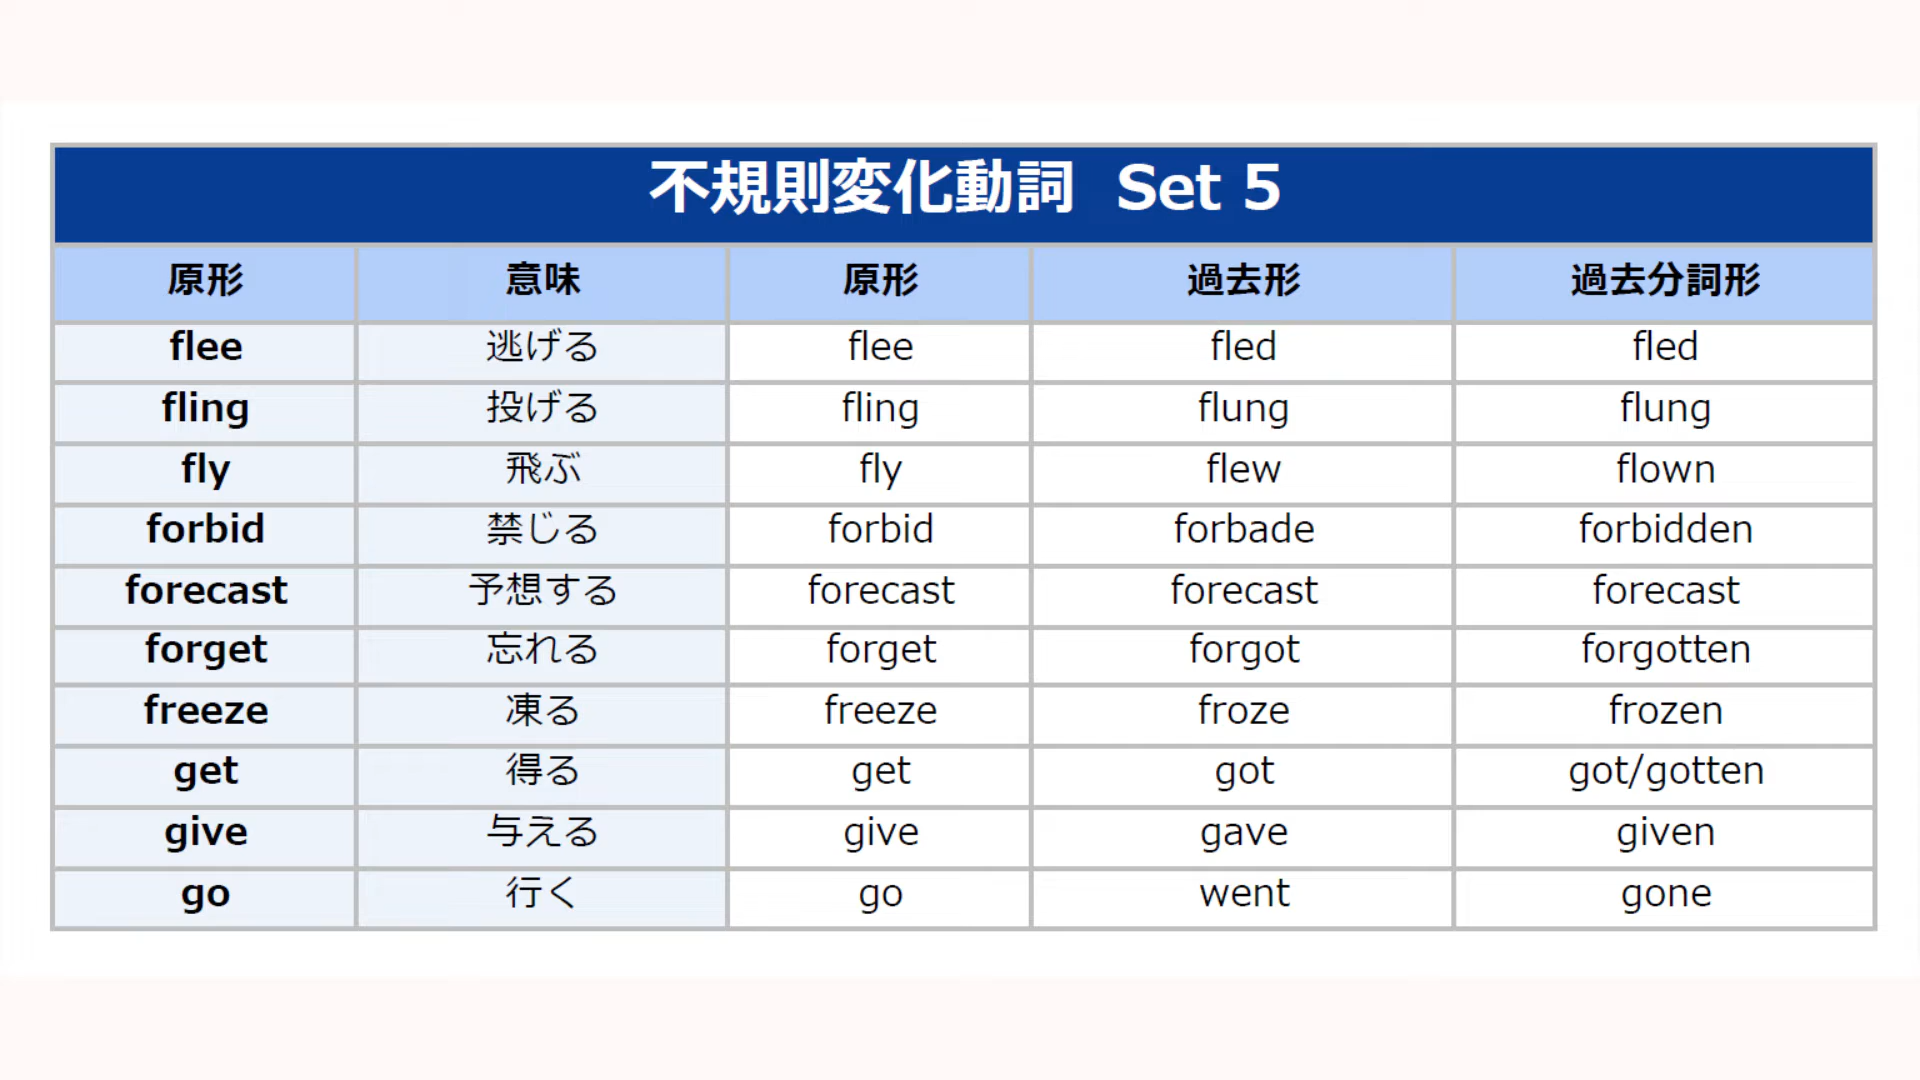 不規則変化動詞 Set 5
原形 意味 原形 過去形 過去分詞形
flee 逃げる flee fled fled
fling 投げる fling flung flung
fly 飛ぶ fly flew flown
forbid 禁じる forbid forbade forbidden
forecast 予想する forecast forecast forecast
forget 忘れる forget forgot forgotten
freeze 凍る freeze froze frozen
get 得る get got got/gotten
give 与える give gave given
go 行く go went gone